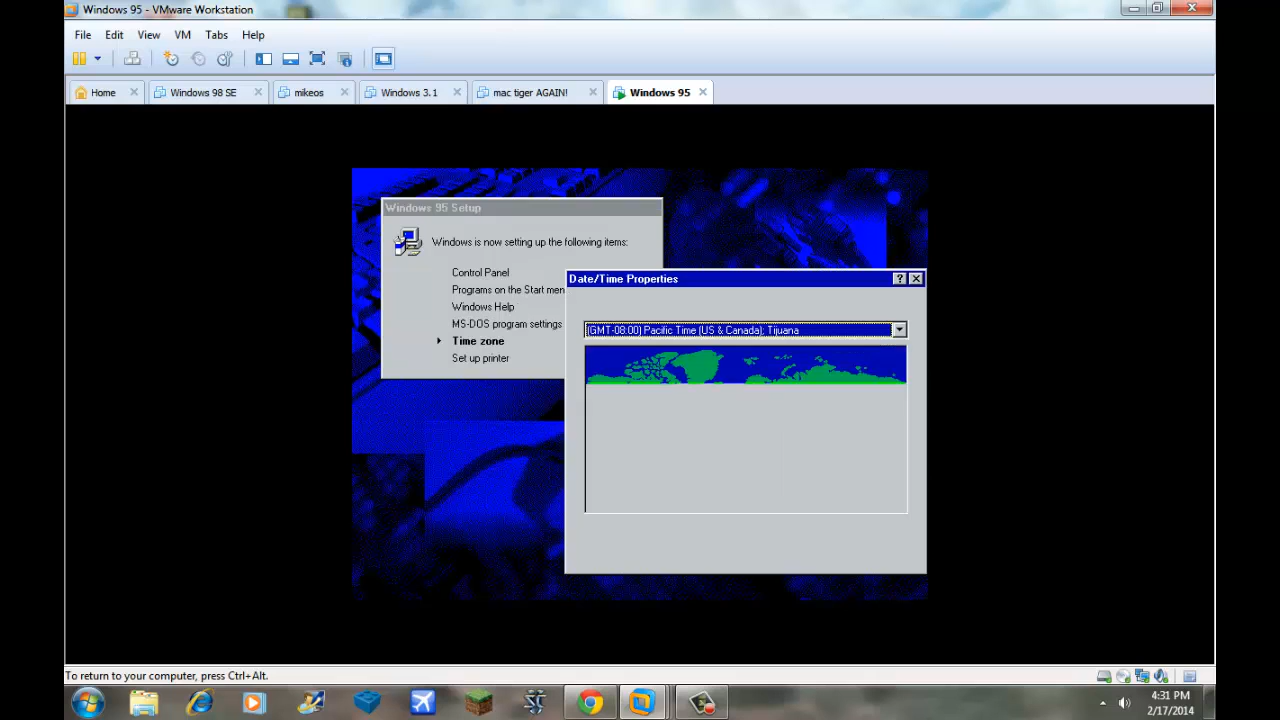 Windows 95 - VMware Workstation
File Edit View VM Tabs Help
Home Windows 98 SE mikeos Windows 3.1 mac tiger AGAIN! Windows 95
Windows 95 Setup
Windows is now setting up the following items:
Control Panel
Programs on the Start men
Windows Help
MS-DOS program settings
Time zone
Set up printer
Date/Time Properties
(GMT-08:00) Pacific Time (US & Canada); Tijuana
To return to your computer, press Ctrl+Alt.
4:31 PM
2/17/2014